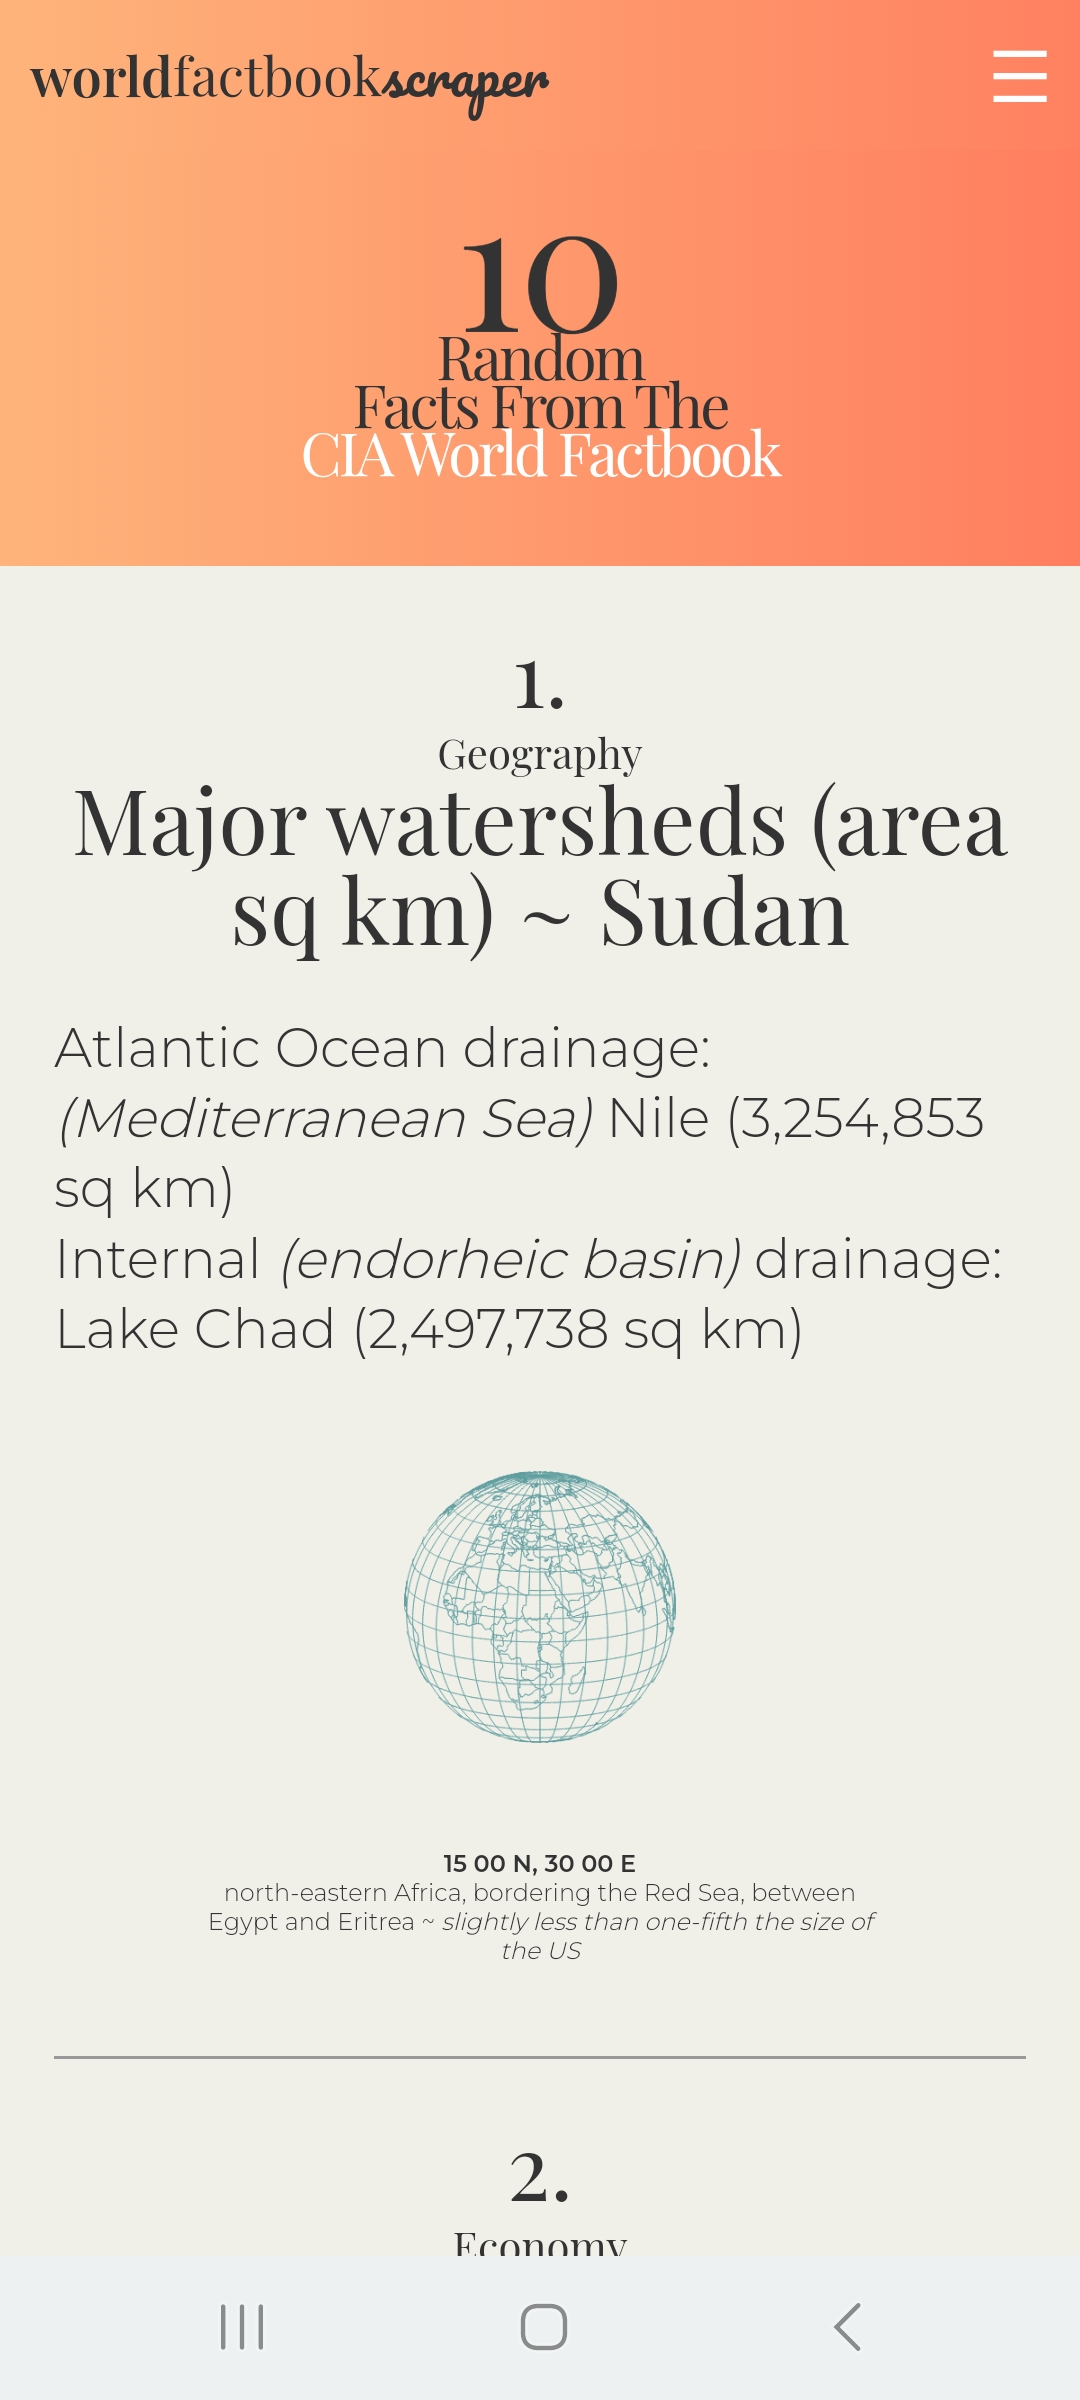 worldfactbookscraper
10
Random
Facts From The
CIA World Factbook
1.
Geography
Major watersheds (area
sq km) ~ Sudan
Atlantic Ocean drainage:
(Mediterranean Sea) Nile (3,254,853
sq km)
Internal (endorheic basin) drainage:
Lake Chad (2,497,738 sq km)
15 00 N, 30 00 E
north-eastern Africa, bordering the Red Sea, between
Egypt and Eritrea ~ slightly less than one-fifth the size of
the US
2.
Economy